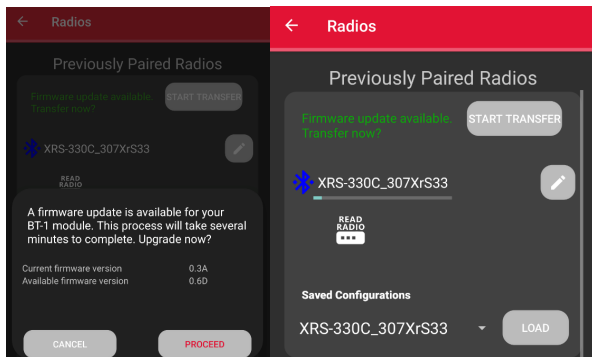 Radios
Previously Paired Radios
Firmware update available.
Transfer now?
START TRANSFER
XRS-330C_307XrS33
READ
RADIO
A firmware update is available for your
BT-1 module. This process will take several
minutes to complete. Upgrade now?
Current firmware version 0.3A
Available firmware version 0.6D
CANCEL PROCEED
Radios
Previously Paired Radios
Firmware update available.
Transfer now?
START TRANSFER
XRS-330C_307XrS33
READ
RADIO
Saved Configurations
XRS-330C_307XrS33 LOAD